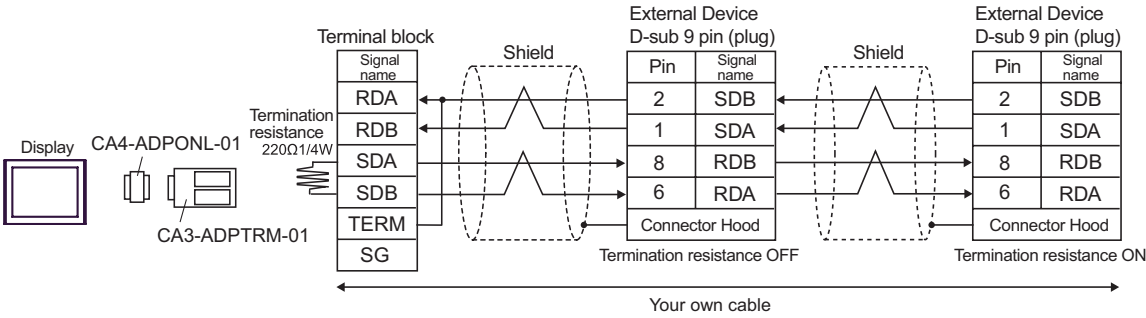 Display
CA4-ADPONL-01
CA3-ADPTRM-01
Termination
resistance
220Ω1/4W
Terminal block
Signal
name
RDA
RDB
SDA
SDB
TERM
SG
Shield
External Device
D-sub 9 pin (plug)
Pin Signal
name
2 SDB
1 SDA
8 RDB
6 RDA
Connector Hood
Termination resistance OFF
Shield
External Device
D-sub 9 pin (plug)
Pin Signal
name
2 SDB
1 SDA
8 RDB
6 RDA
Connector Hood
Termination resistance ON
Your own cable